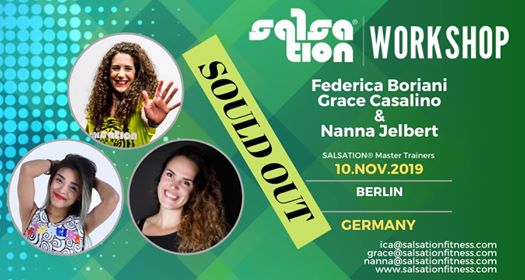 salsa
tion®
WORKSHOP
Federica Boriani
Grace Casalino
&
Nanna Jelbert
SALSATION® Master Trainers
10.NOV.2019
BERLIN
GERMANY
ica@salsationfitness.com
grace@salsationfitness.com
nanna@salsationfitness.com
www.salsationfitness.com
SOULD OUT